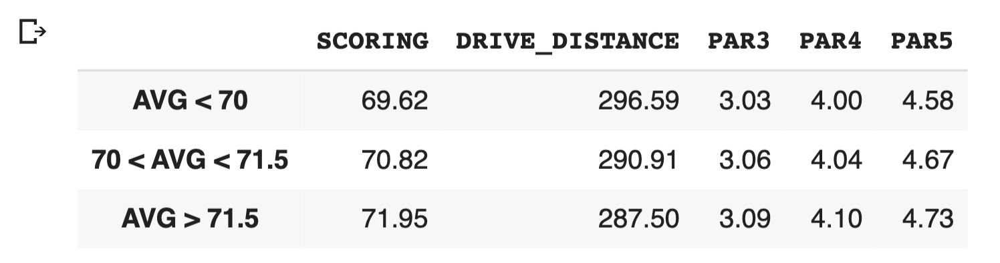 SCORING DRIVE_DISTANCE PAR3 PAR4 PAR5
AVG < 70 69.62 296.59 3.03 4.00 4.58
70 < AVG < 71.5 70.82 290.91 3.06 4.04 4.67
AVG > 71.5 71.95 287.50 3.09 4.10 4.73